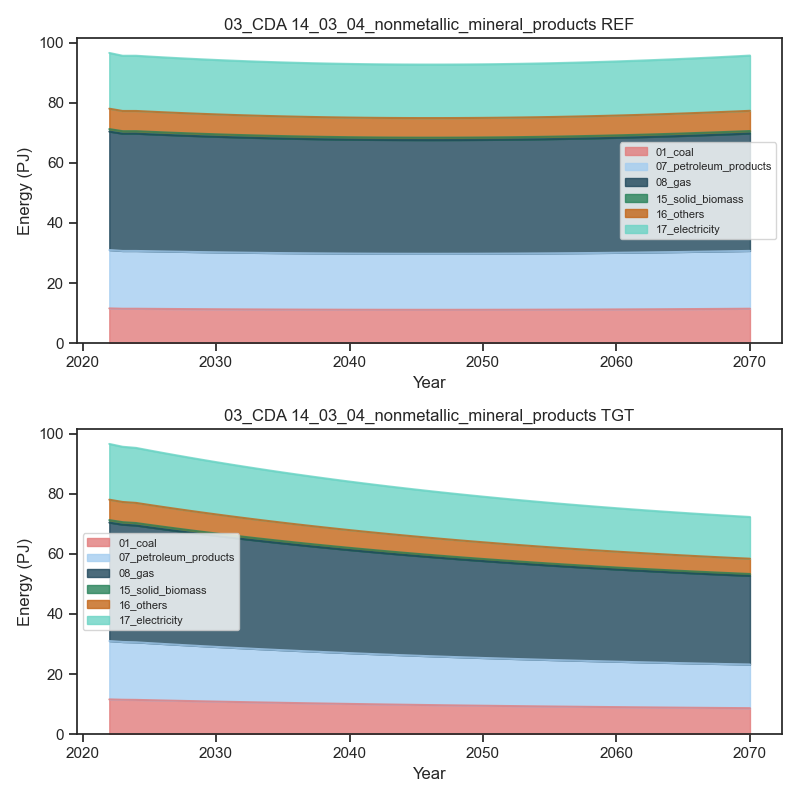 03_CDA 14_03_04_nonmetallic_mineral_products REF
100
80
60
40
20
0
Energy (PJ)
01_coal
07_petroleum_products
08_gas
15_solid_biomass
16_others
17_electricity
2020 2030 2040 2050 2060 2070
Year
03_CDA 14_03_04_nonmetallic_mineral_products TGT
100
80
60
40
20
0
Energy (PJ)
01_coal
07_petroleum_products
08_gas
15_solid_biomass
16_others
17_electricity
2020 2030 2040 2050 2060 2070
Year